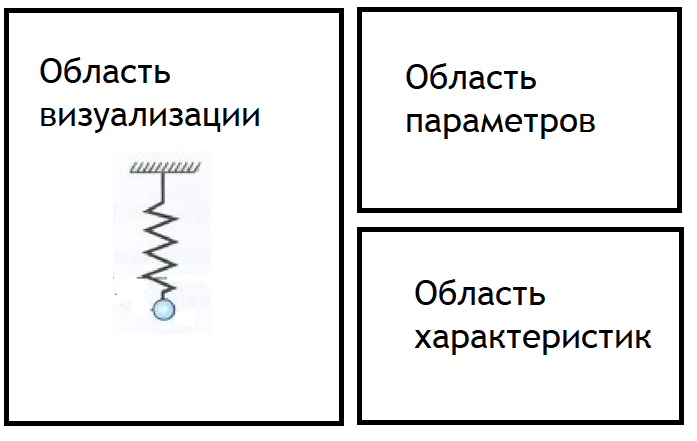 Область
визуализации
Область
параметров
Область
характеристик